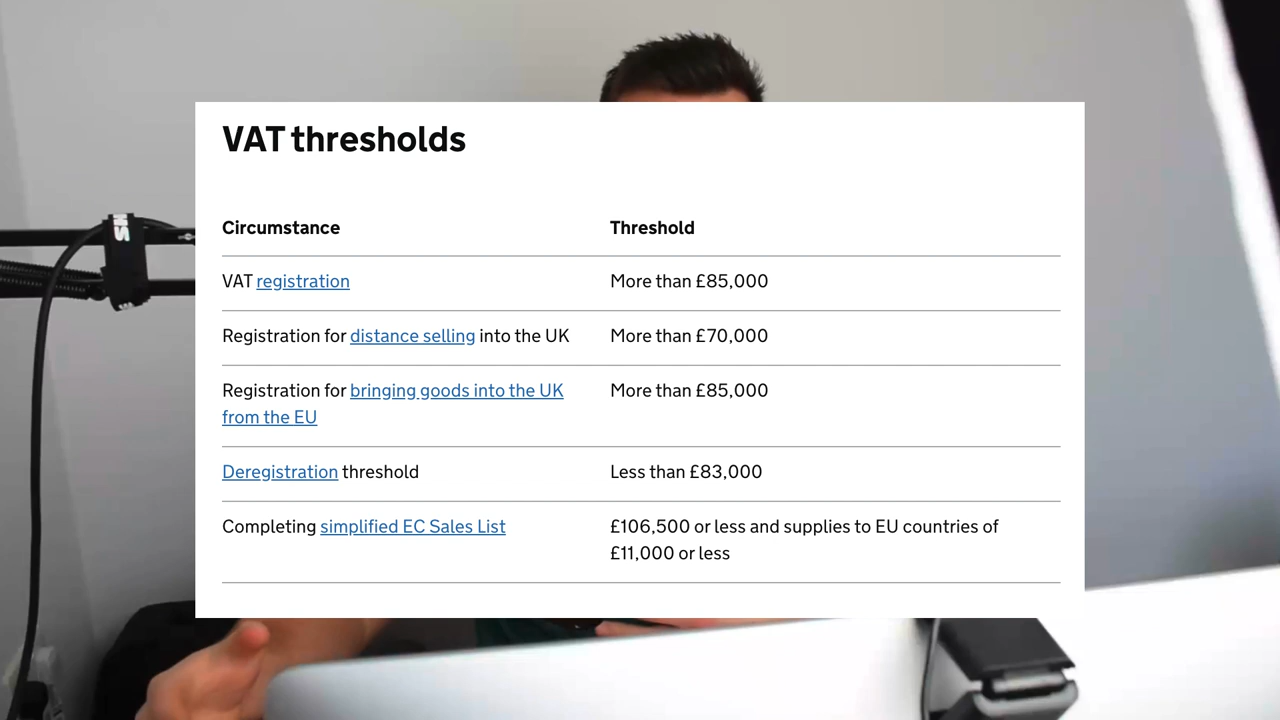 VAT thresholds
Circumstance Threshold
VAT registration More than £85,000
Registration for distance selling into the UK More than £70,000
Registration for bringing goods into the UK More than £85,000
from the EU
Deregistration threshold Less than £83,000
Completing simplified EC Sales List £106,500 or less and supplies to EU countries of
£11,000 or less